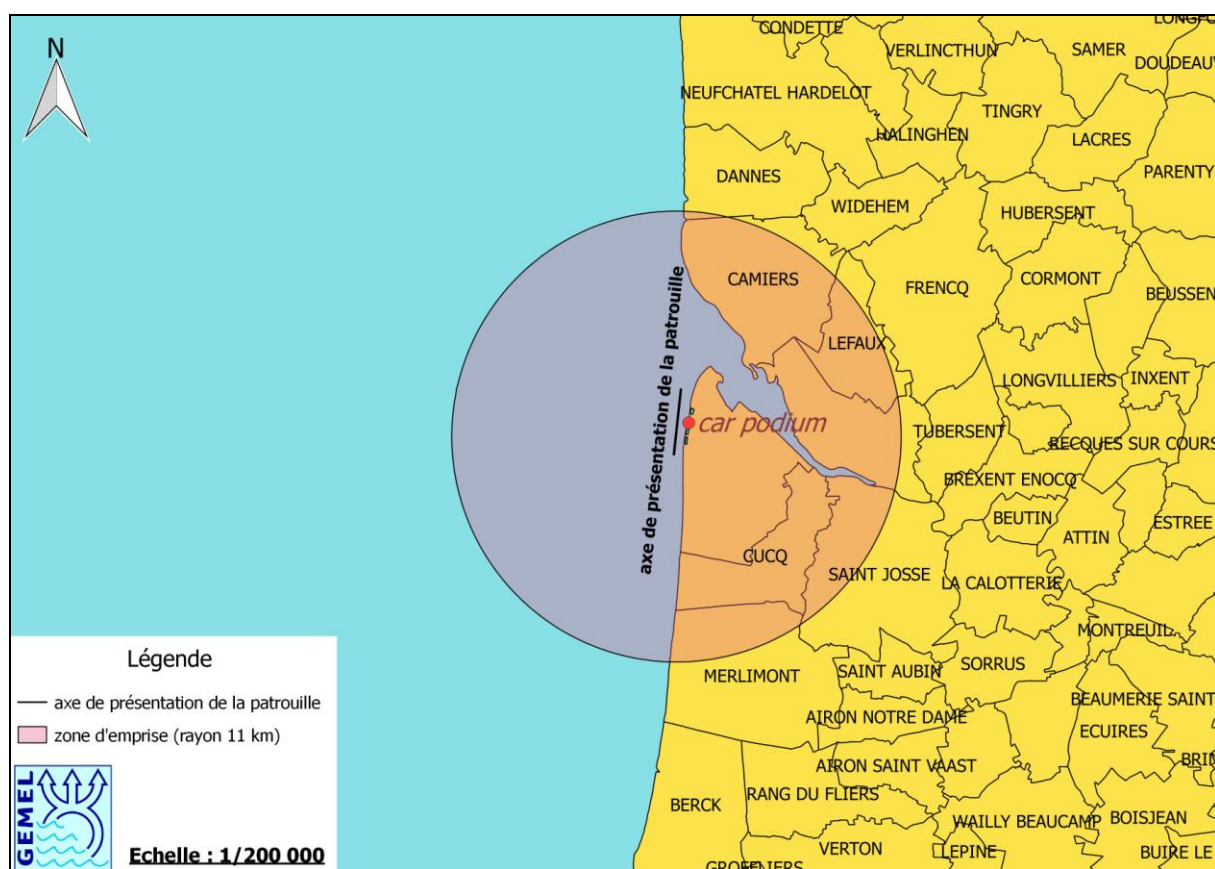 N
CONDETTE
VERLINCTHUN
SAMER
DOUDEAUV
NEUFCHATEL HARDELOT
TINGRY
HALINGHEN
LACRES
DANNES
PARENTY
WIDEHEM
HUBERSENT
CAMIERS
FRENCQ
CORMONT
BEUSSEN
LEFAUX
LONGVILLIERS
INXENT
axe de présentation de la patrouille
car podium
TUBERSENT
RECQUES SUR COURS
BREXENT ENOCQ
BEUTIN
ESTREE
ATTIN
CUCQ
SAINT JOSSE
LA CALOTTERIE
MONTREUIL
MERLIMONT
SAINT AUBIN
SORRUS
BEAUMERIE SAINT
AIRON NOTRE DAME
ECUIRES
AIRON SAINT VAAST
BRIN
RANG DU FLIERS
BERCK
WAILLY BEAUCAMP
BOISJEAN
VERTON
LEPINE
BUIRE LE
Légende
axe de présentation de la patrouille
zone d'emprise (rayon 11 km)
GEMEL
Echelle : 1/200 000